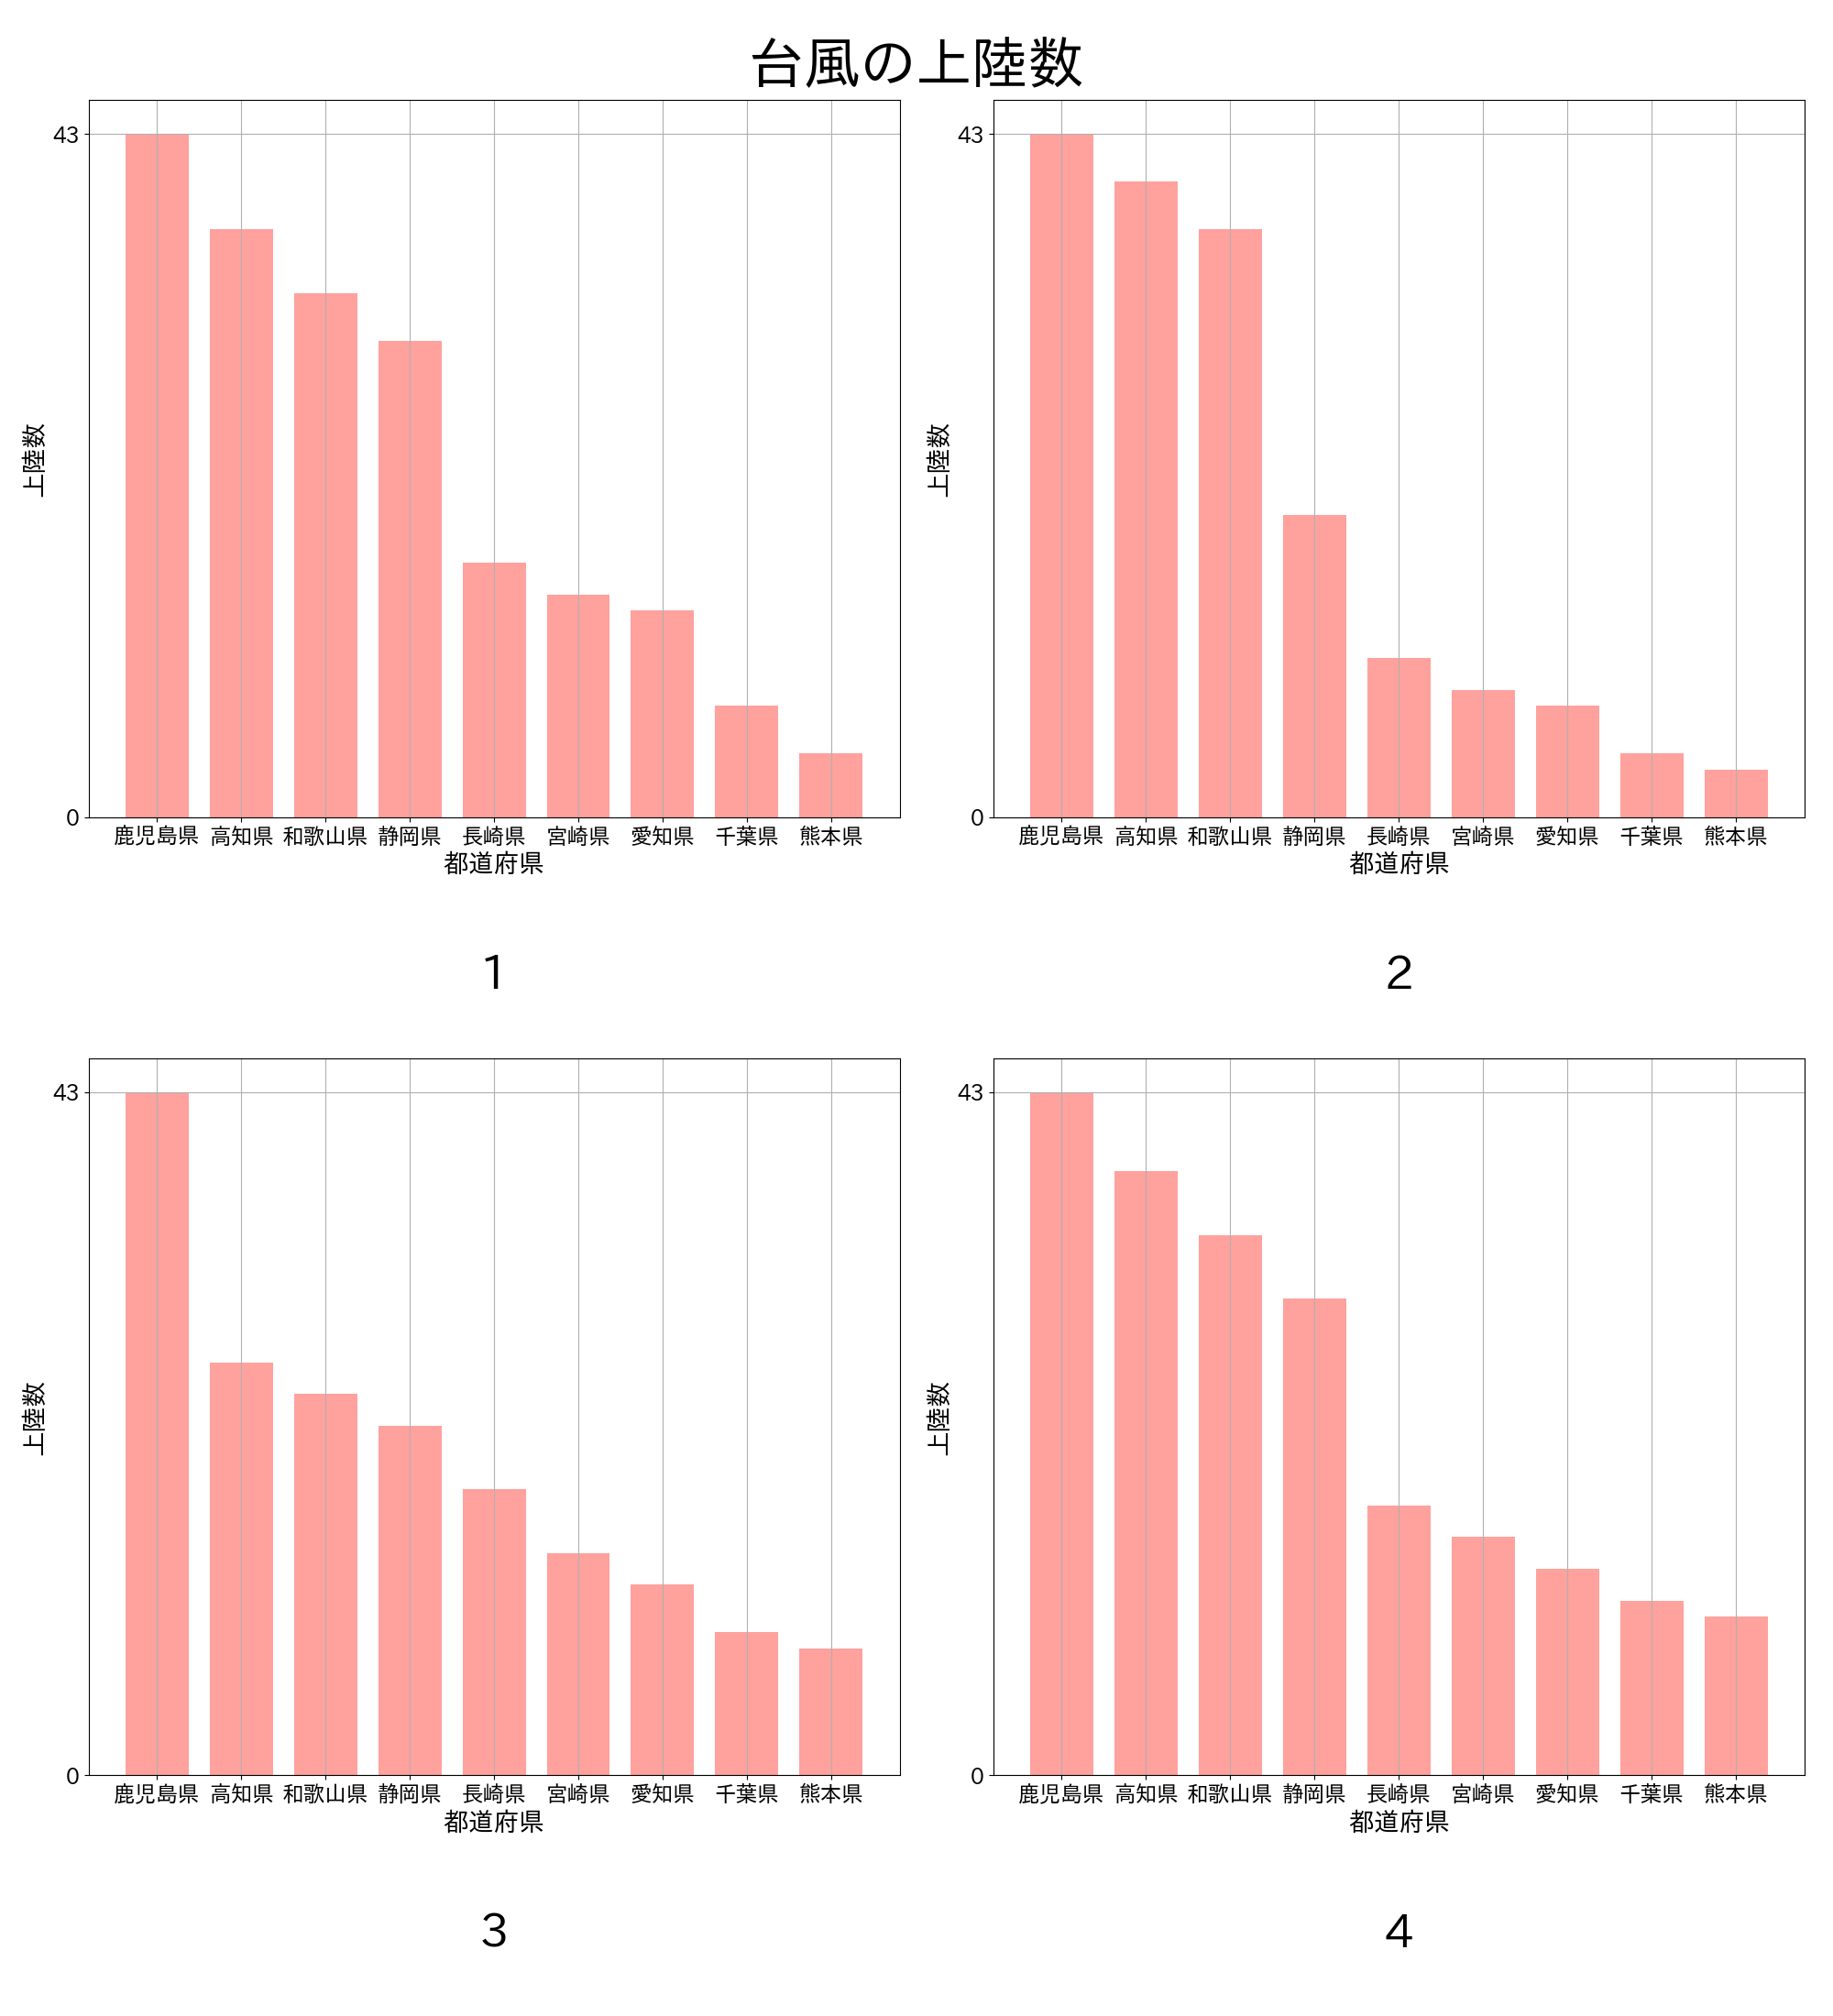 台風の上陸数
43
0
上陸数
鹿児島県 高知県 和歌山県 静岡県 長崎県 宮崎県 愛知県 千葉県 熊本県
都道府県
1
43
0
上陸数
鹿児島県 高知県 和歌山県 静岡県 長崎県 宮崎県 愛知県 千葉県 熊本県
都道府県
2
43
0
上陸数
鹿児島県 高知県 和歌山県 静岡県 長崎県 宮崎県 愛知県 千葉県 熊本県
都道府県
3
43
0
上陸数
鹿児島県 高知県 和歌山県 静岡県 長崎県 宮崎県 愛知県 千葉県 熊本県
都道府県
4